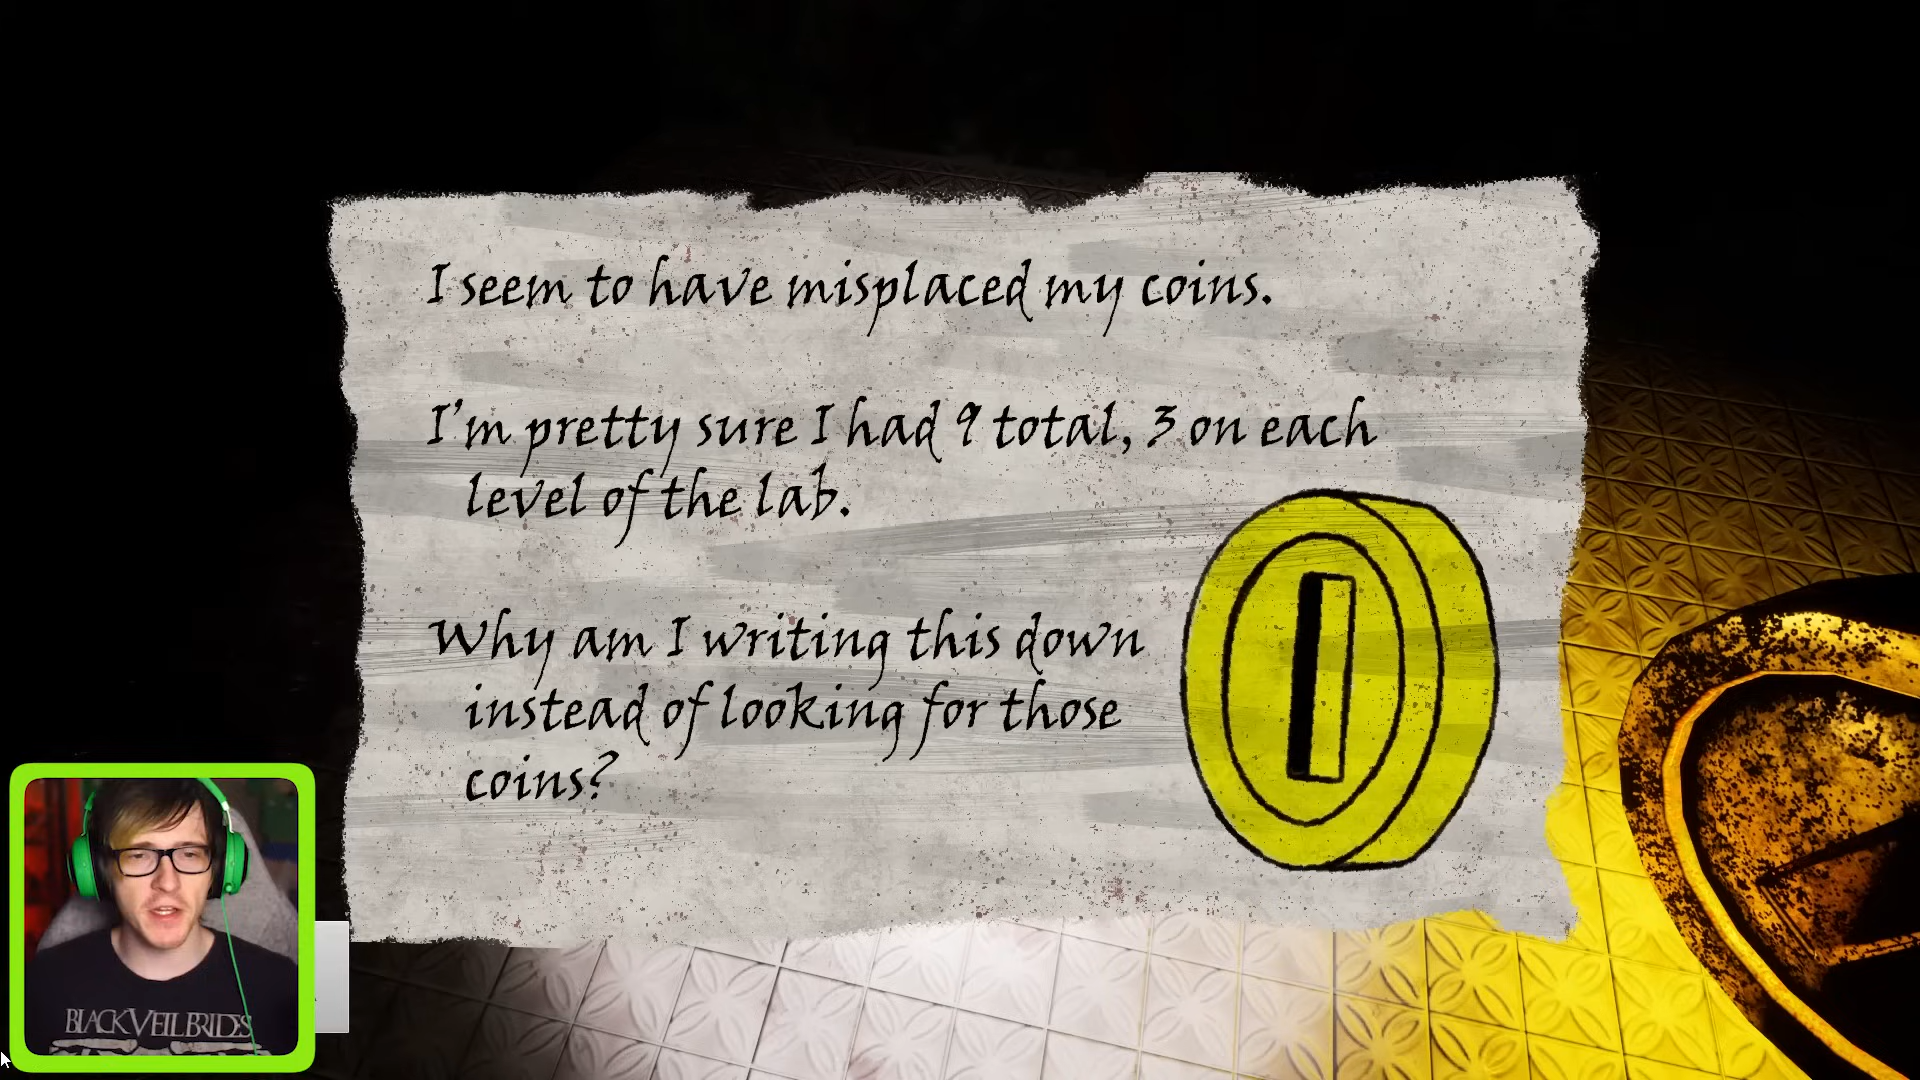 I seem to have misplaced my coins.
I'm pretty sure I had 9 total, 3 on each
level of the lab.
Why am I writing this down
instead of looking for those
coins?
BLACK VEIL BRIDES